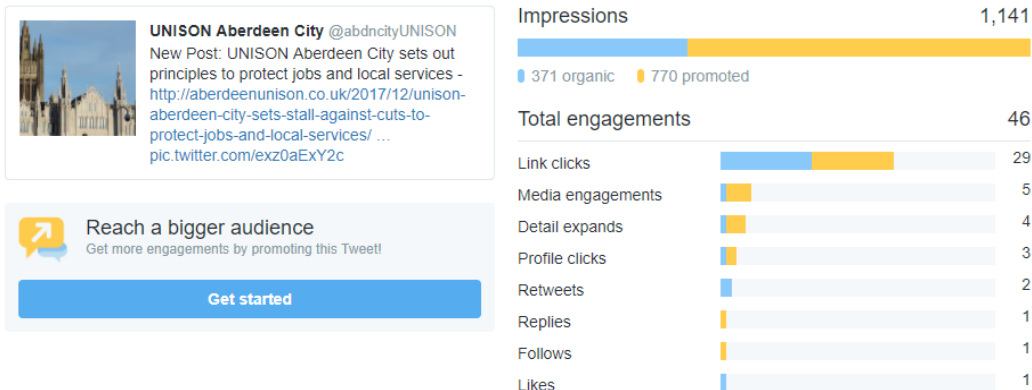 UNISON Aberdeen City @abdncityUNISON
New Post: UNISON Aberdeen City sets out
principles to protect jobs and local services -
http://aberdeenunison.co.uk/2017/12/unison-
aberdeen-city-sets-stall-against-cuts-to-
protect-jobs-and-local-services/ …
pic.twitter.com/exz0aExY2c
Reach a bigger audience
Get more engagements by promoting this Tweet!
Get started
Impressions 1,141
371 organic 770 promoted
Total engagements 46
Link clicks 29
Media engagements 5
Detail expands 4
Profile clicks 3
Retweets 2
Replies 1
Follows 1
Likes 1